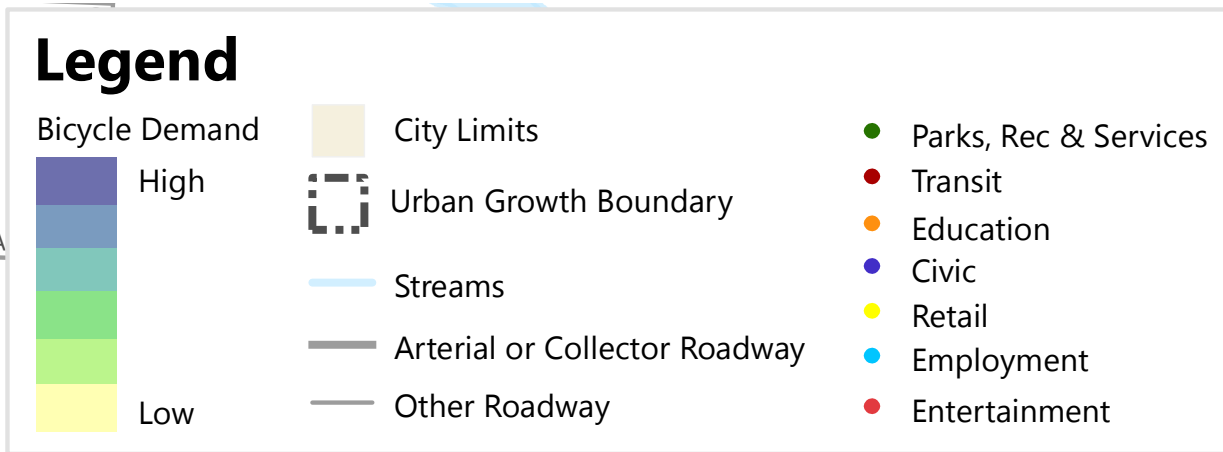 Legend
Bicycle Demand
High
Low
City Limits
Urban Growth Boundary
Streams
Arterial or Collector Roadway
Other Roadway
Parks, Rec & Services
Transit
Education
Civic
Retail
Employment
Entertainment